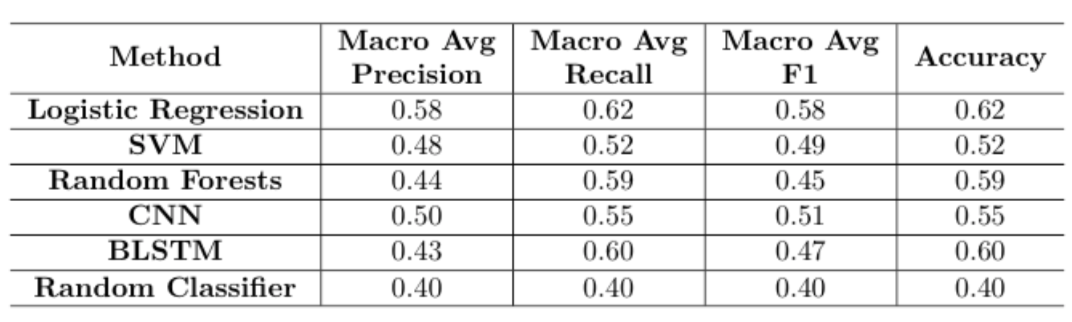 Method Macro Avg Precision Macro Avg Recall Macro Avg F1 Accuracy
Logistic Regression 0.58 0.62 0.58 0.62
SVM 0.48 0.52 0.49 0.52
Random Forests 0.44 0.59 0.45 0.59
CNN 0.50 0.55 0.51 0.55
BLSTM 0.43 0.60 0.47 0.60
Random Classifier 0.40 0.40 0.40 0.40